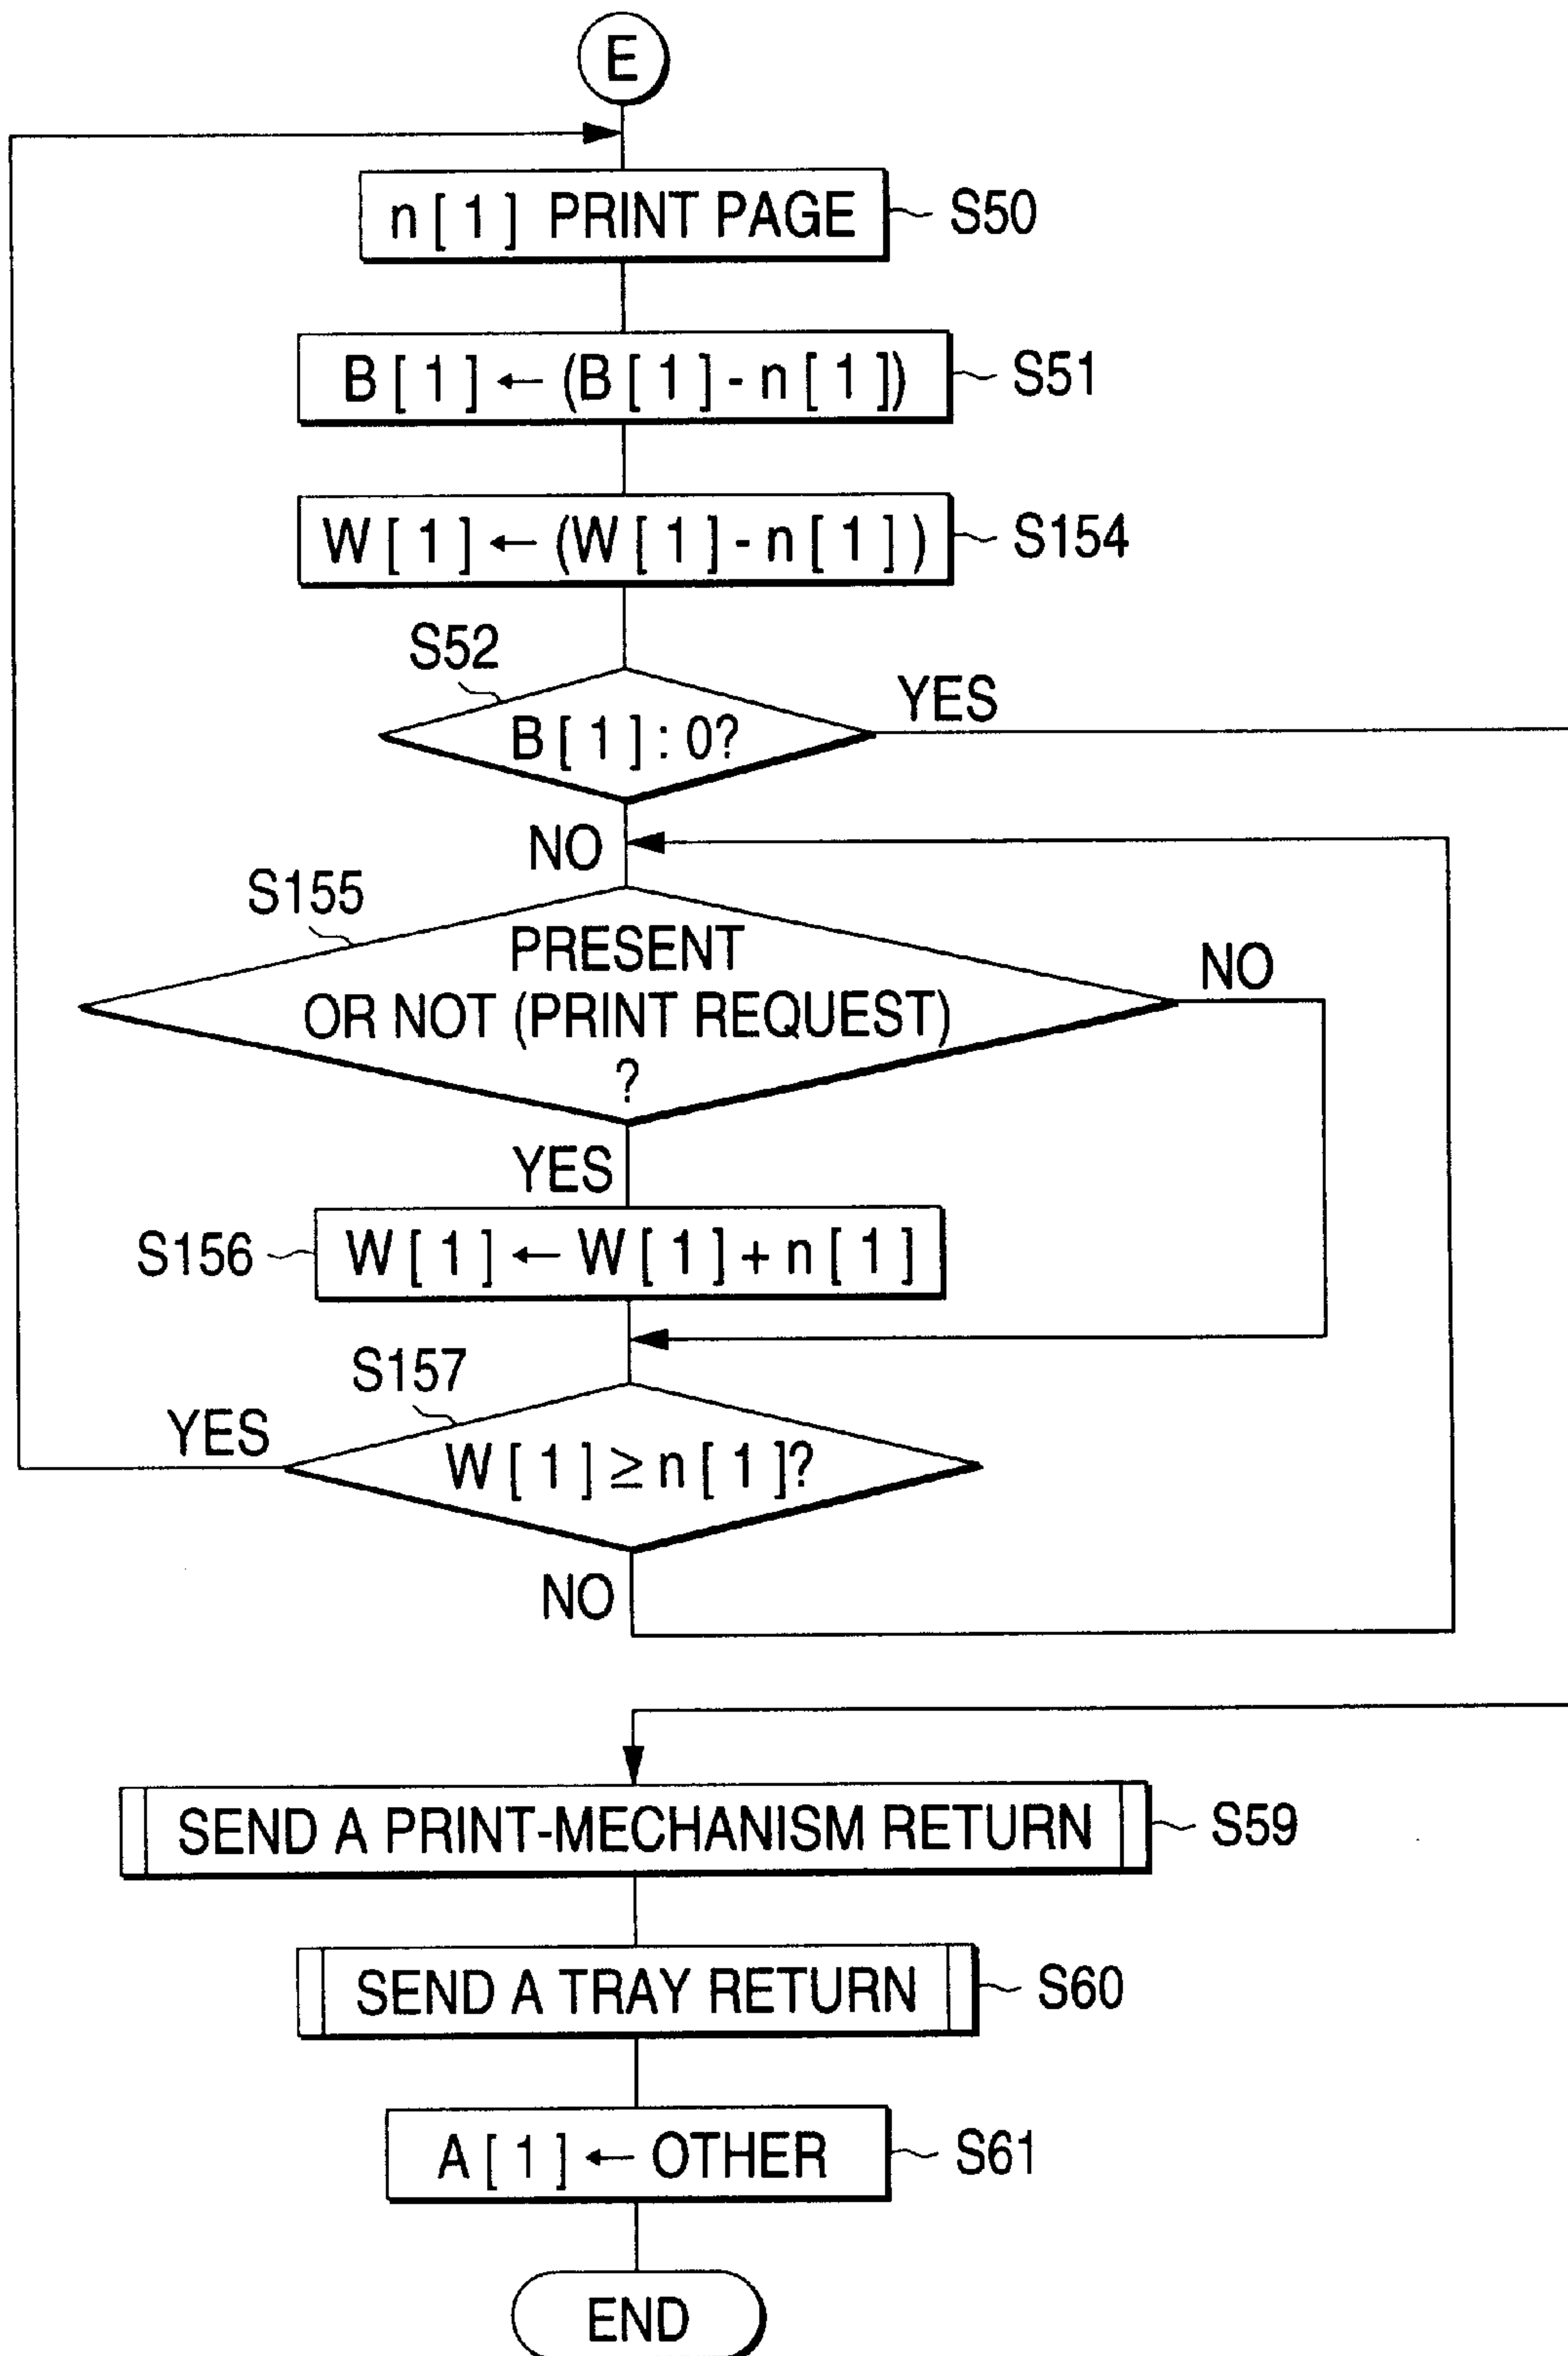 E
n [ 1 ] PRINT PAGE
S50
B [ 1 ] ← (B [ 1 ] - n [ 1 ])
S51
W [ 1 ] ← (W [ 1 ] - n [ 1 ] )
S154
S52
B [ 1 ] : 0?
YES
NO
S155
PRESENT
OR NOT (PRINT REQUEST)
?
NO
YES
S156
W [ 1 ] ← W [ 1 ] + n [ 1 ]
S157
YES
W [ 1 ] ≥ n [ 1 ]?
NO
SEND A PRINT-MECHANISM RETURN
S59
SEND A TRAY RETURN
S60
A [ 1 ] ← OTHER
S61
END